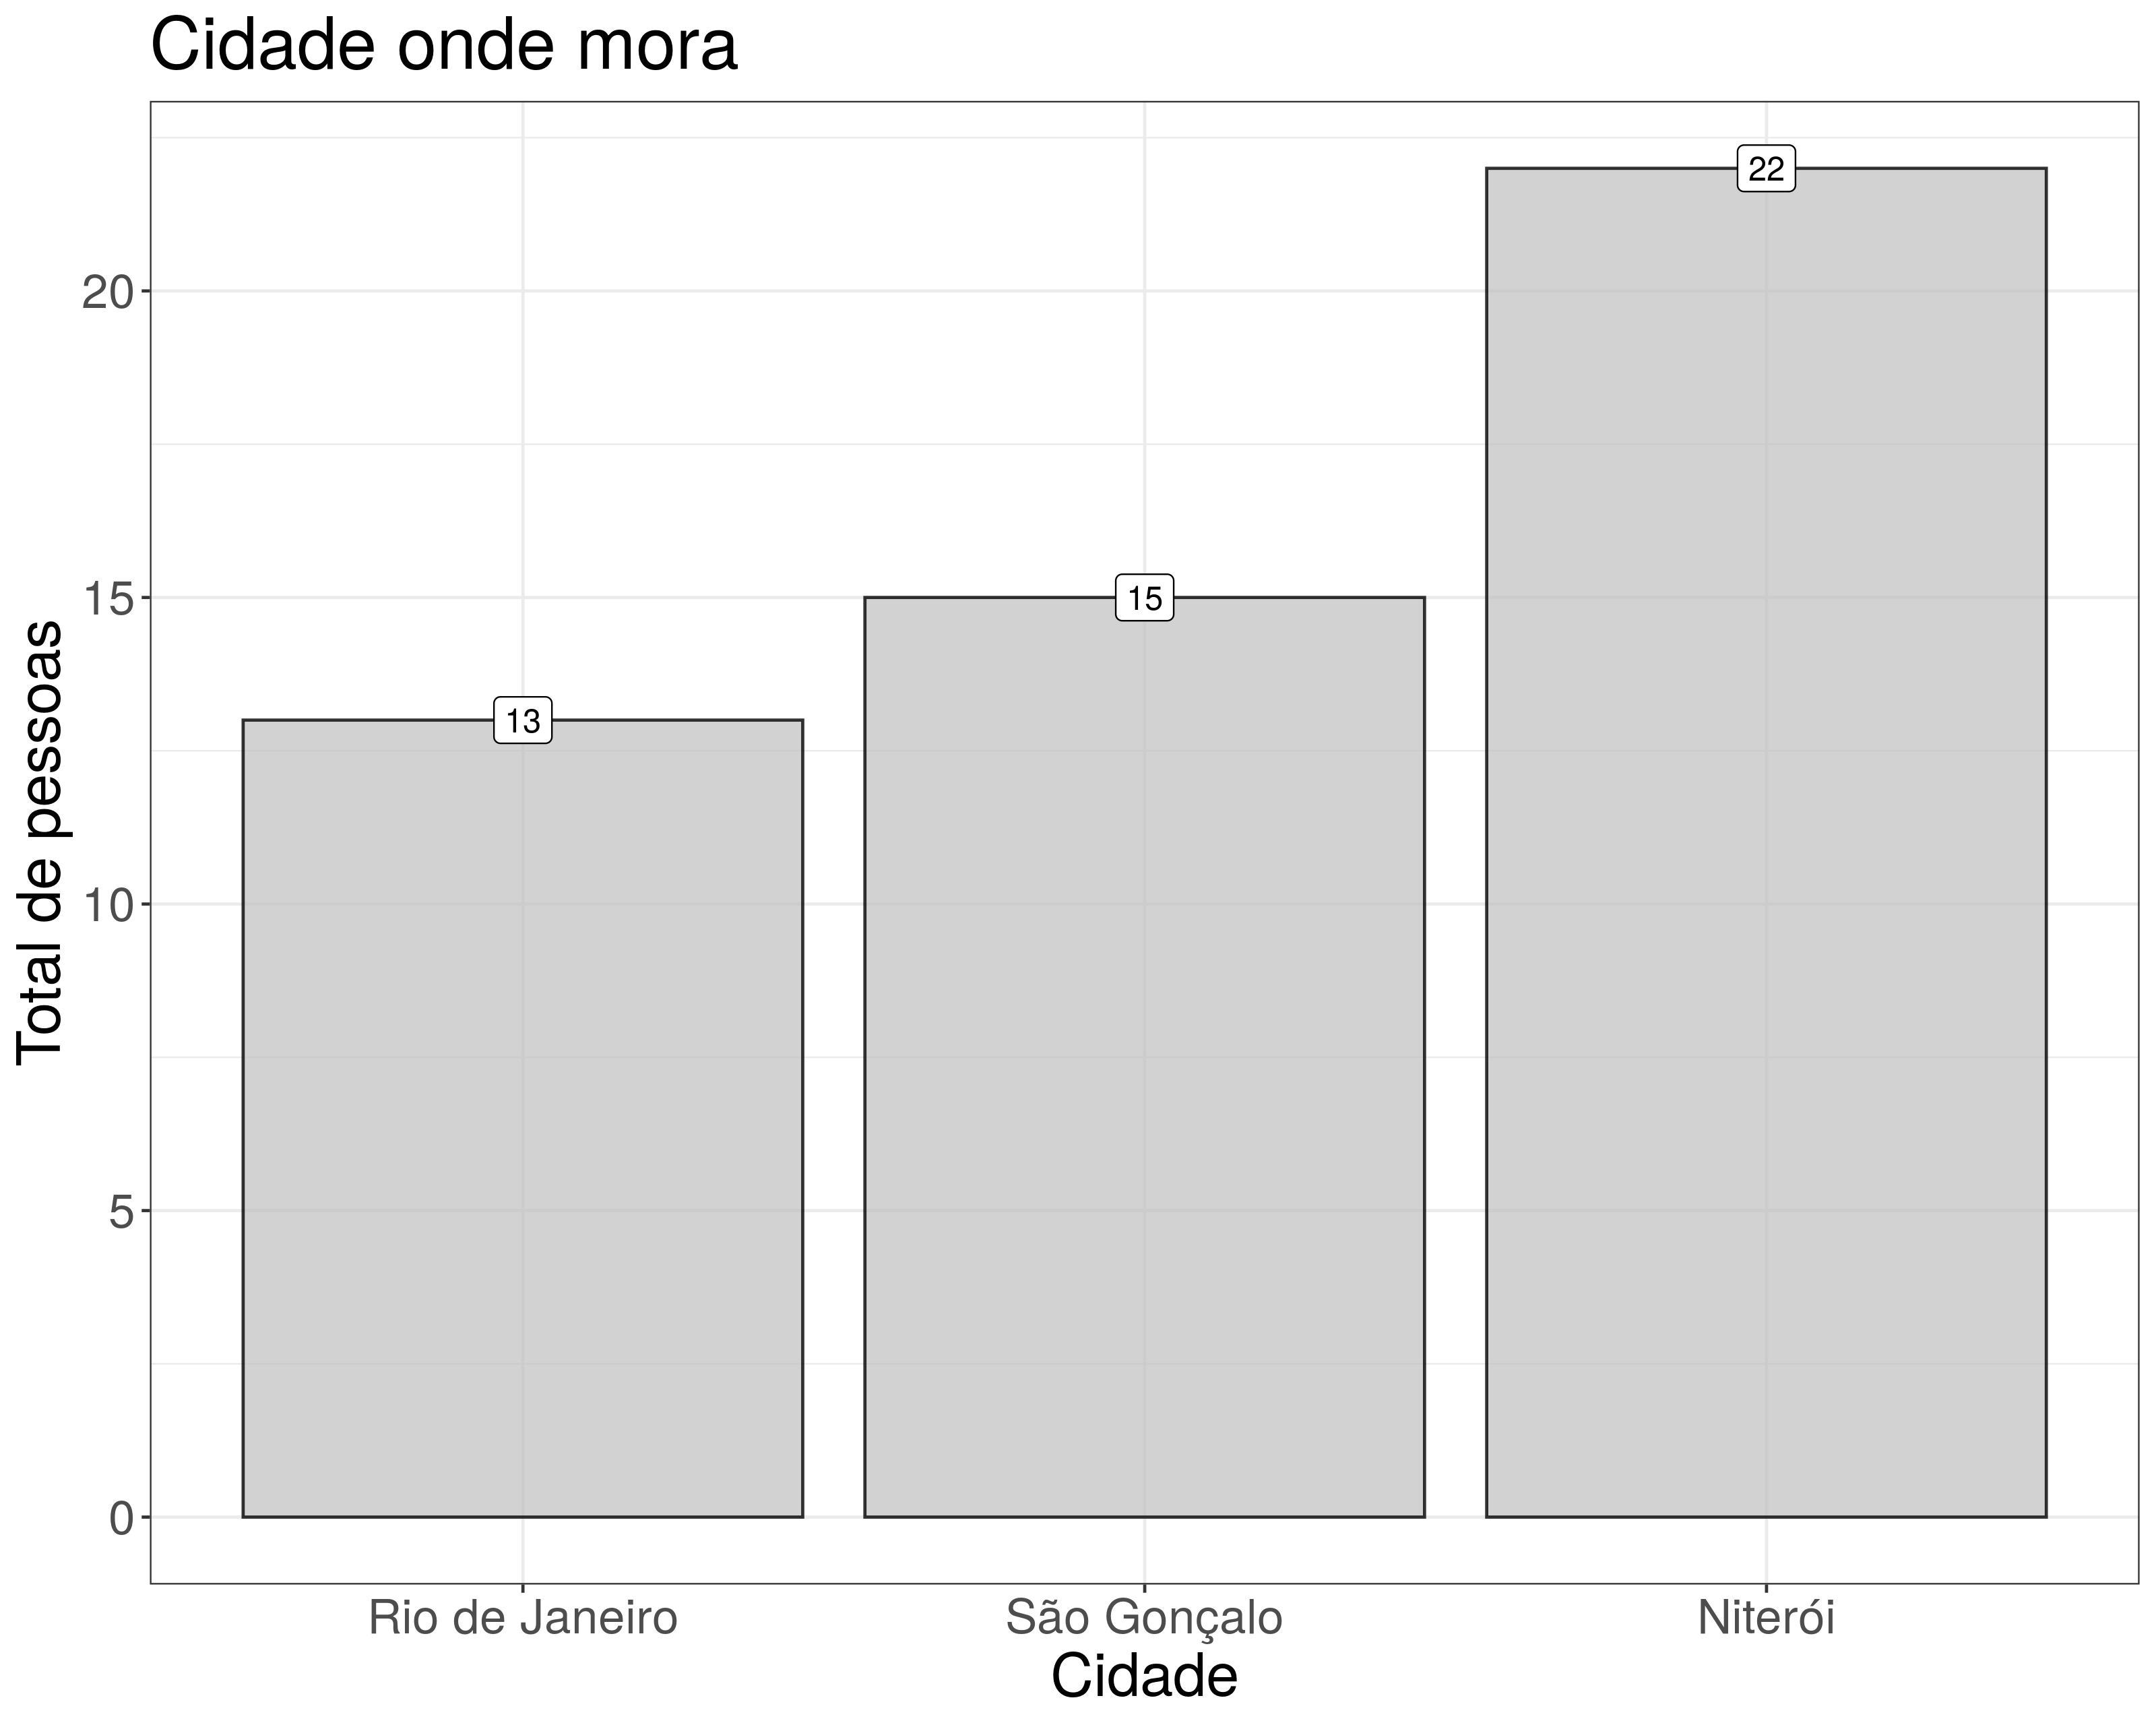 Cidade onde mora
Total de pessoas
20
15
10
5
0
13
15
22
Rio de Janeiro
São Gonçalo
Niterói
Cidade